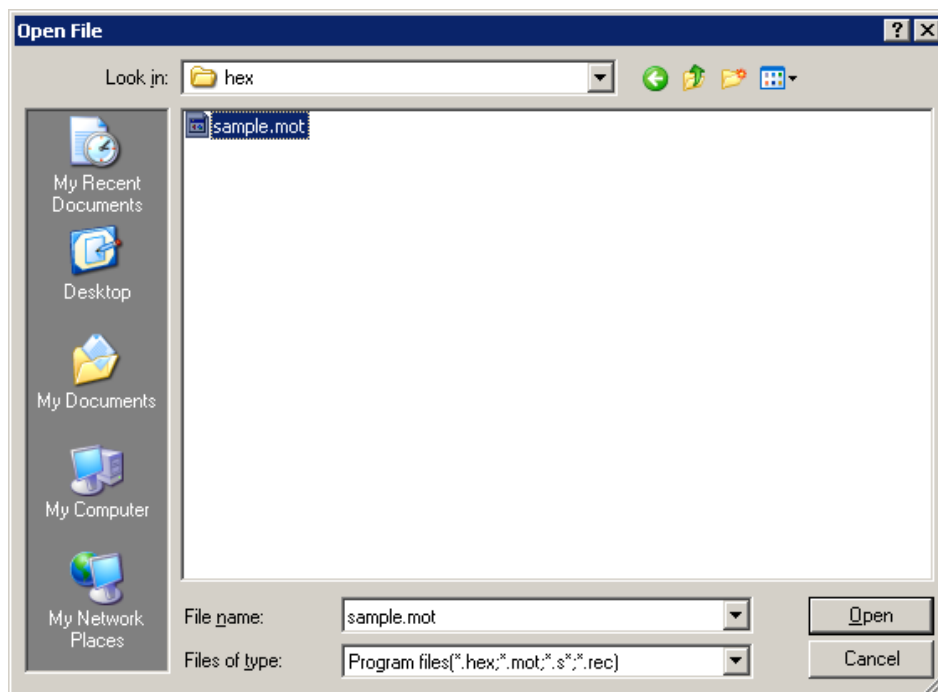 Open File
Look in:
hex
sample.mot
My Recent
Documents
Desktop
My Documents
My Computer
My Network
Places
File name:
sample.mot
Open
Files of type:
Program files(*.hex;*.mot;*.s*;*.rec)
Cancel